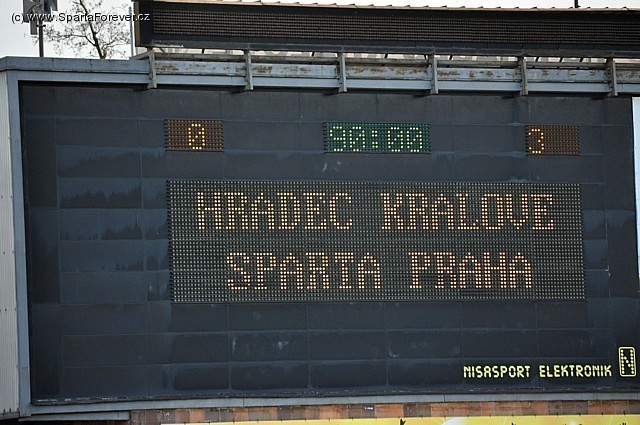 (c) www.SpartaForever.cz
0 90:00 3
HRADEC KRALOVE
SPARTA PRAHA
NISASPORT ELEKTRONIK N